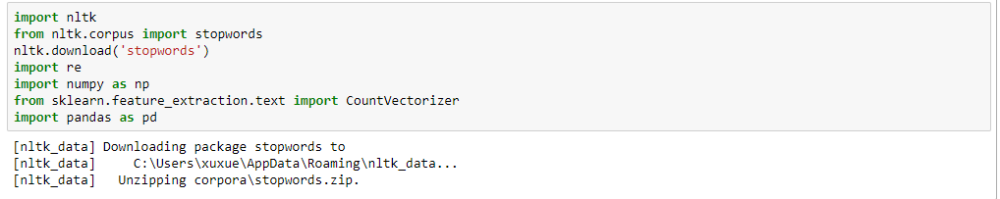 import nltk
from nltk.corpus import stopwords
nltk.download('stopwords')
import re
import numpy as np
from sklearn.feature_extraction.text import CountVectorizer
import pandas as pd
[nltk_data] Downloading package stopwords to
[nltk_data]     C:\Users\xuxue\AppData\Roaming\nltk_data...
[nltk_data]   Unzipping corpora\stopwords.zip.